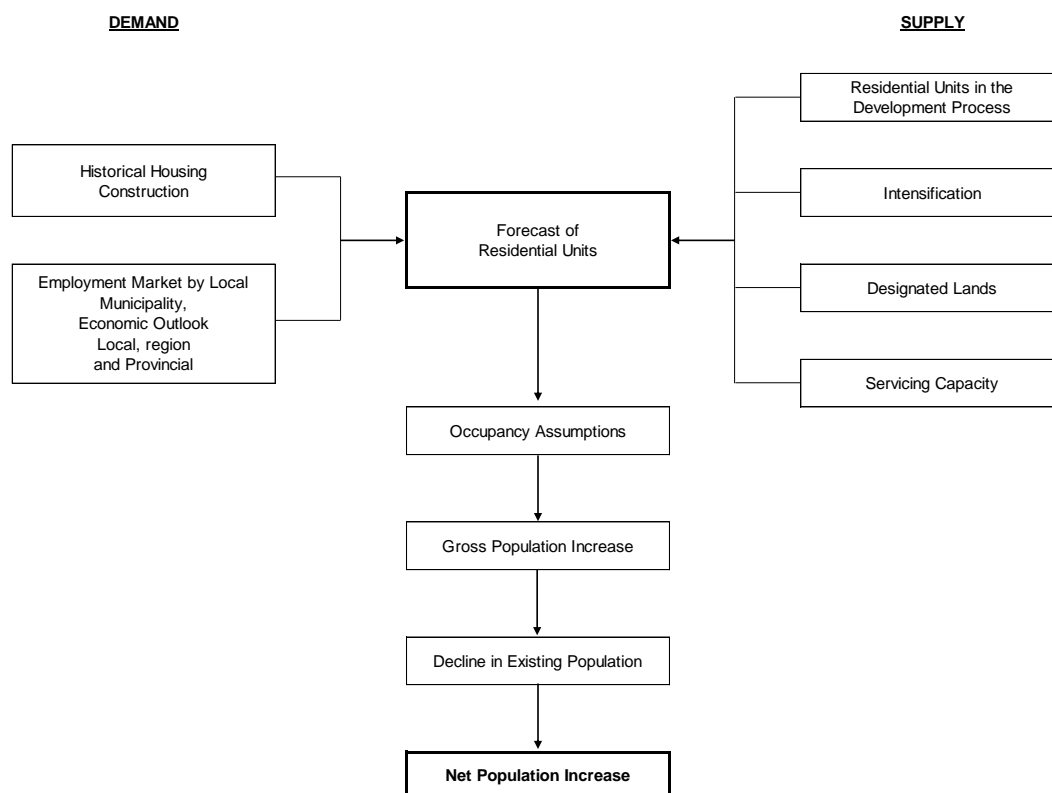 DEMAND
SUPPLY
Residential Units in the
Development Process
Historical Housing
Construction
Intensification
Forecast of
Residential Units
Employment Market by Local
Municipality,
Economic Outlook
Local, region
and Provincial
Designated Lands
Servicing Capacity
Occupancy Assumptions
Gross Population Increase
Decline in Existing Population
Net Population Increase